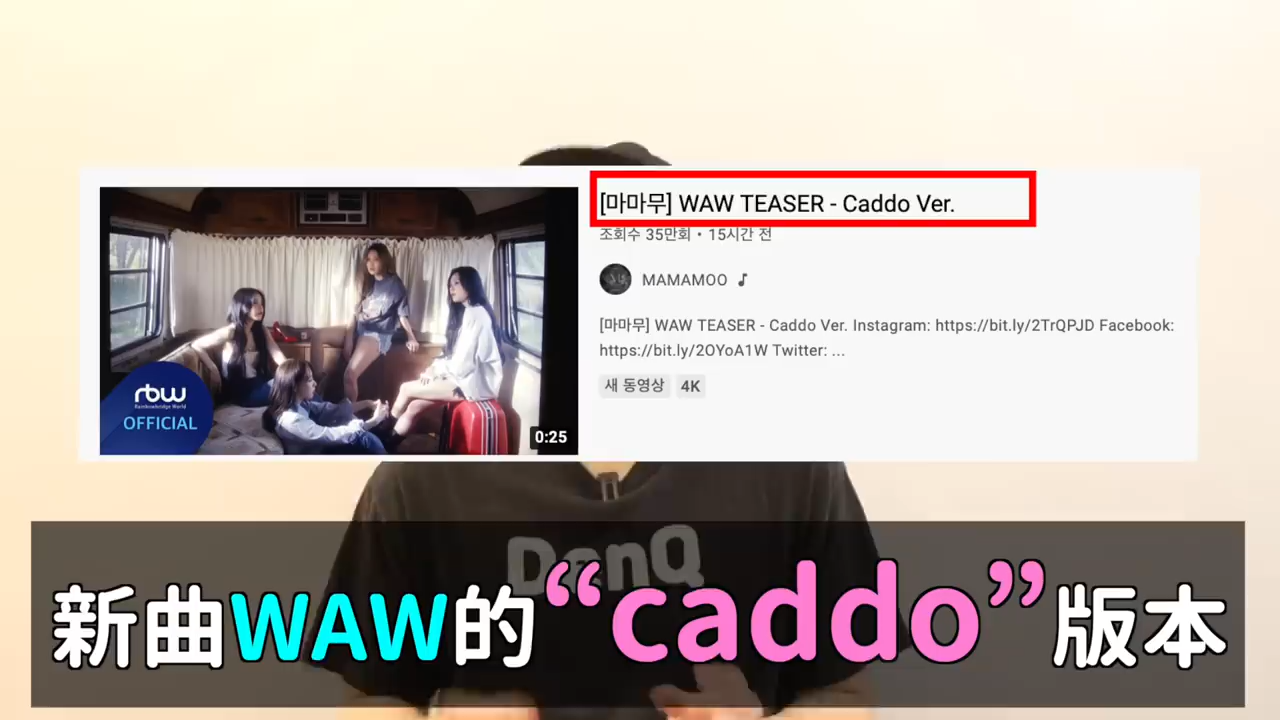 [마마무] WAW TEASER - Caddo Ver.
조회수 35만회 • 15시간 전
MAMAMOO ♪
[마마무] WAW TEASER - Caddo Ver. Instagram: https://bit.ly/2TrQPJD Facebook:
https://bit.ly/2OYoA1W Twitter: ...
새 동영상 4K
rbw
Rainbowbridge World
OFFICIAL
0:25
DanQ
新曲WAW的“caddo”版本